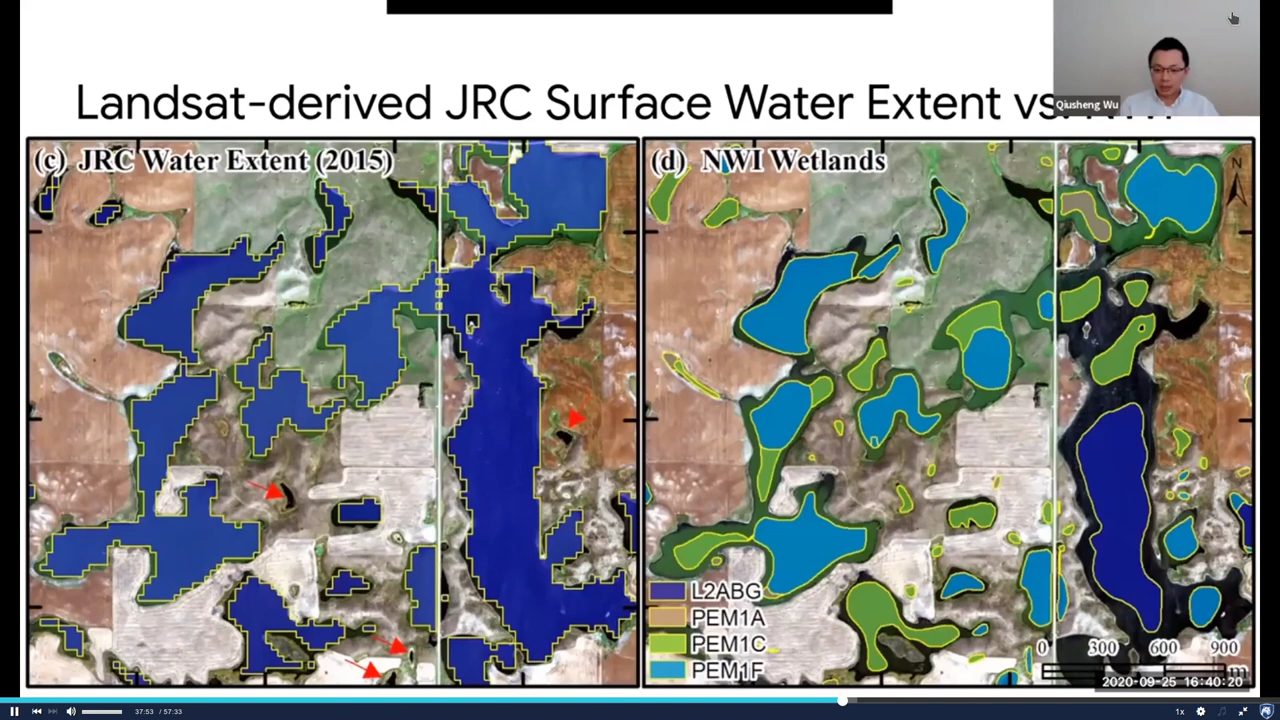 Landsat-derived JRC Surface Water Extent vs.
Qiusheng Wu
(c) JRC Water Extent (2015)
(d) NWI Wetlands
N
L2ABG
PEM1A
PEM1C
PEM1F
0 300 600 900
m
2020-09-25 16:40:20
37:53 / 57:33
1x